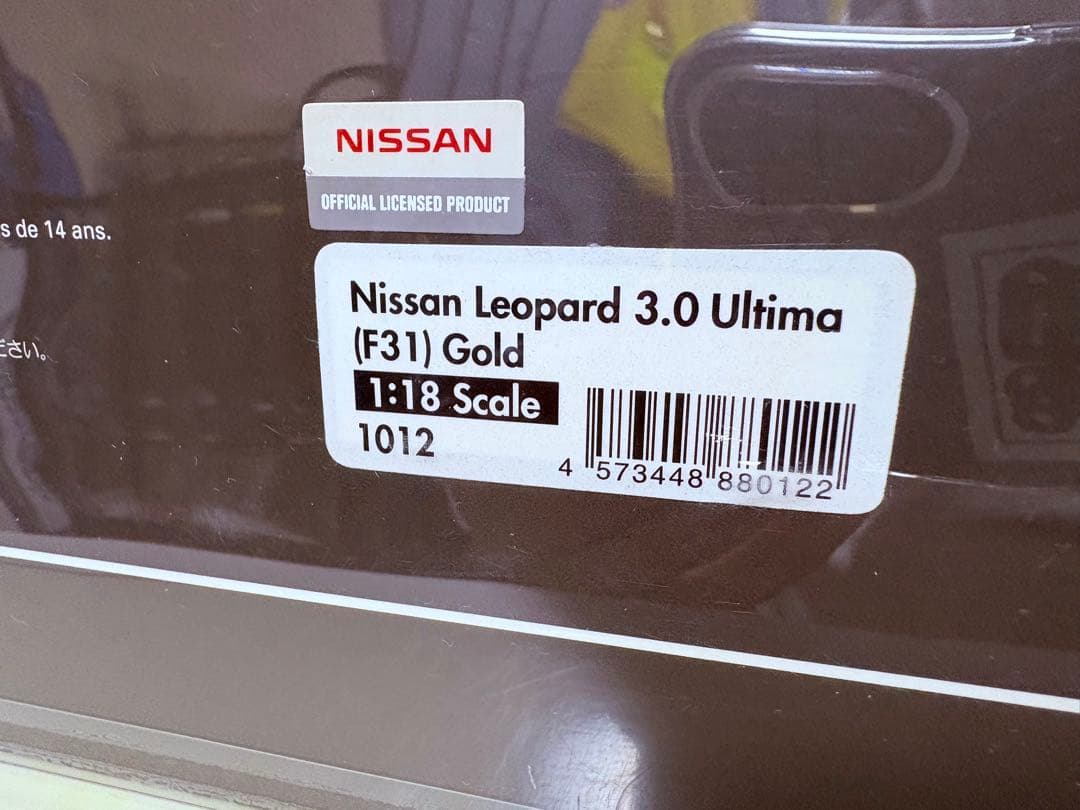 NISSAN
OFFICIAL LICENSED PRODUCT
s de 14 ans.
ださい。
Nissan Leopard 3.0 Ultima
(F31) Gold
1:18 Scale
1012
4 573448 880122